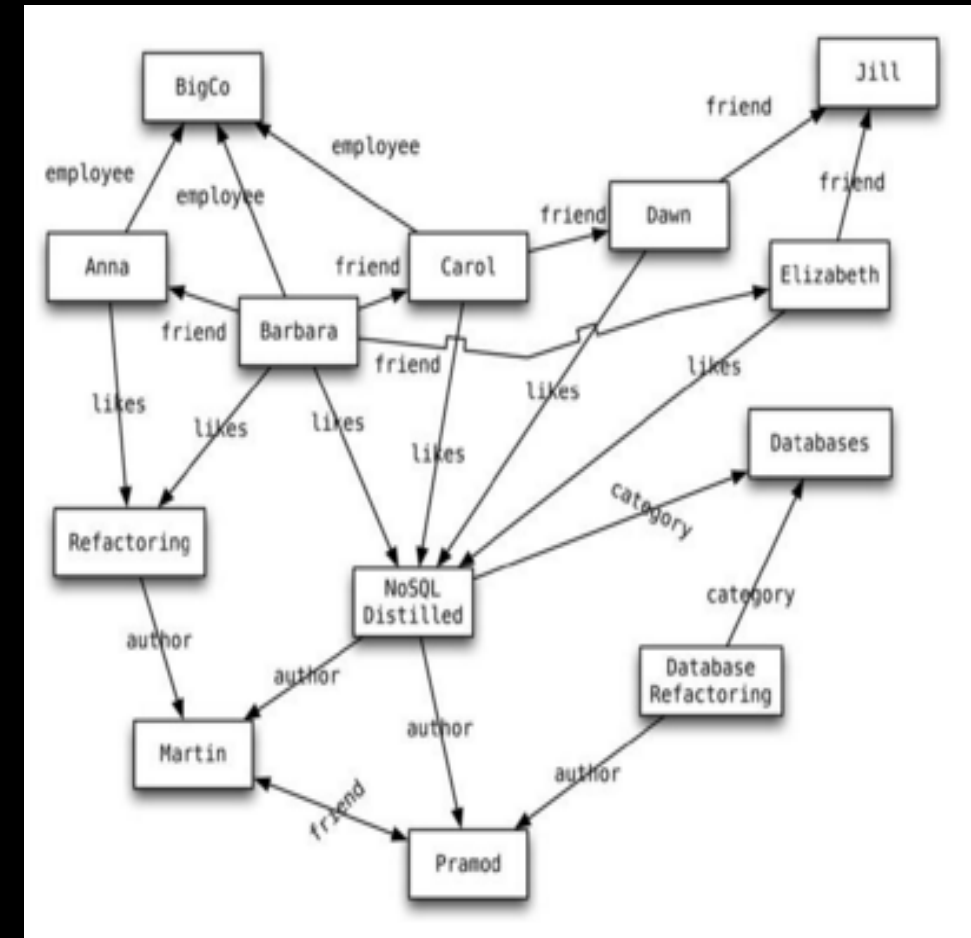 BigCo
Jill
friend
employee
employee
friend
employee
friend
Dawn
Anna
friend
Carol
Elizabeth
friend
Barbara
friend
likes
likes
likes
likes
likes
likes
Databases
category
Refactoring
NoSQL
Distilled
category
author
author
Database
Refactoring
author
Martin
author
friend
Pramod